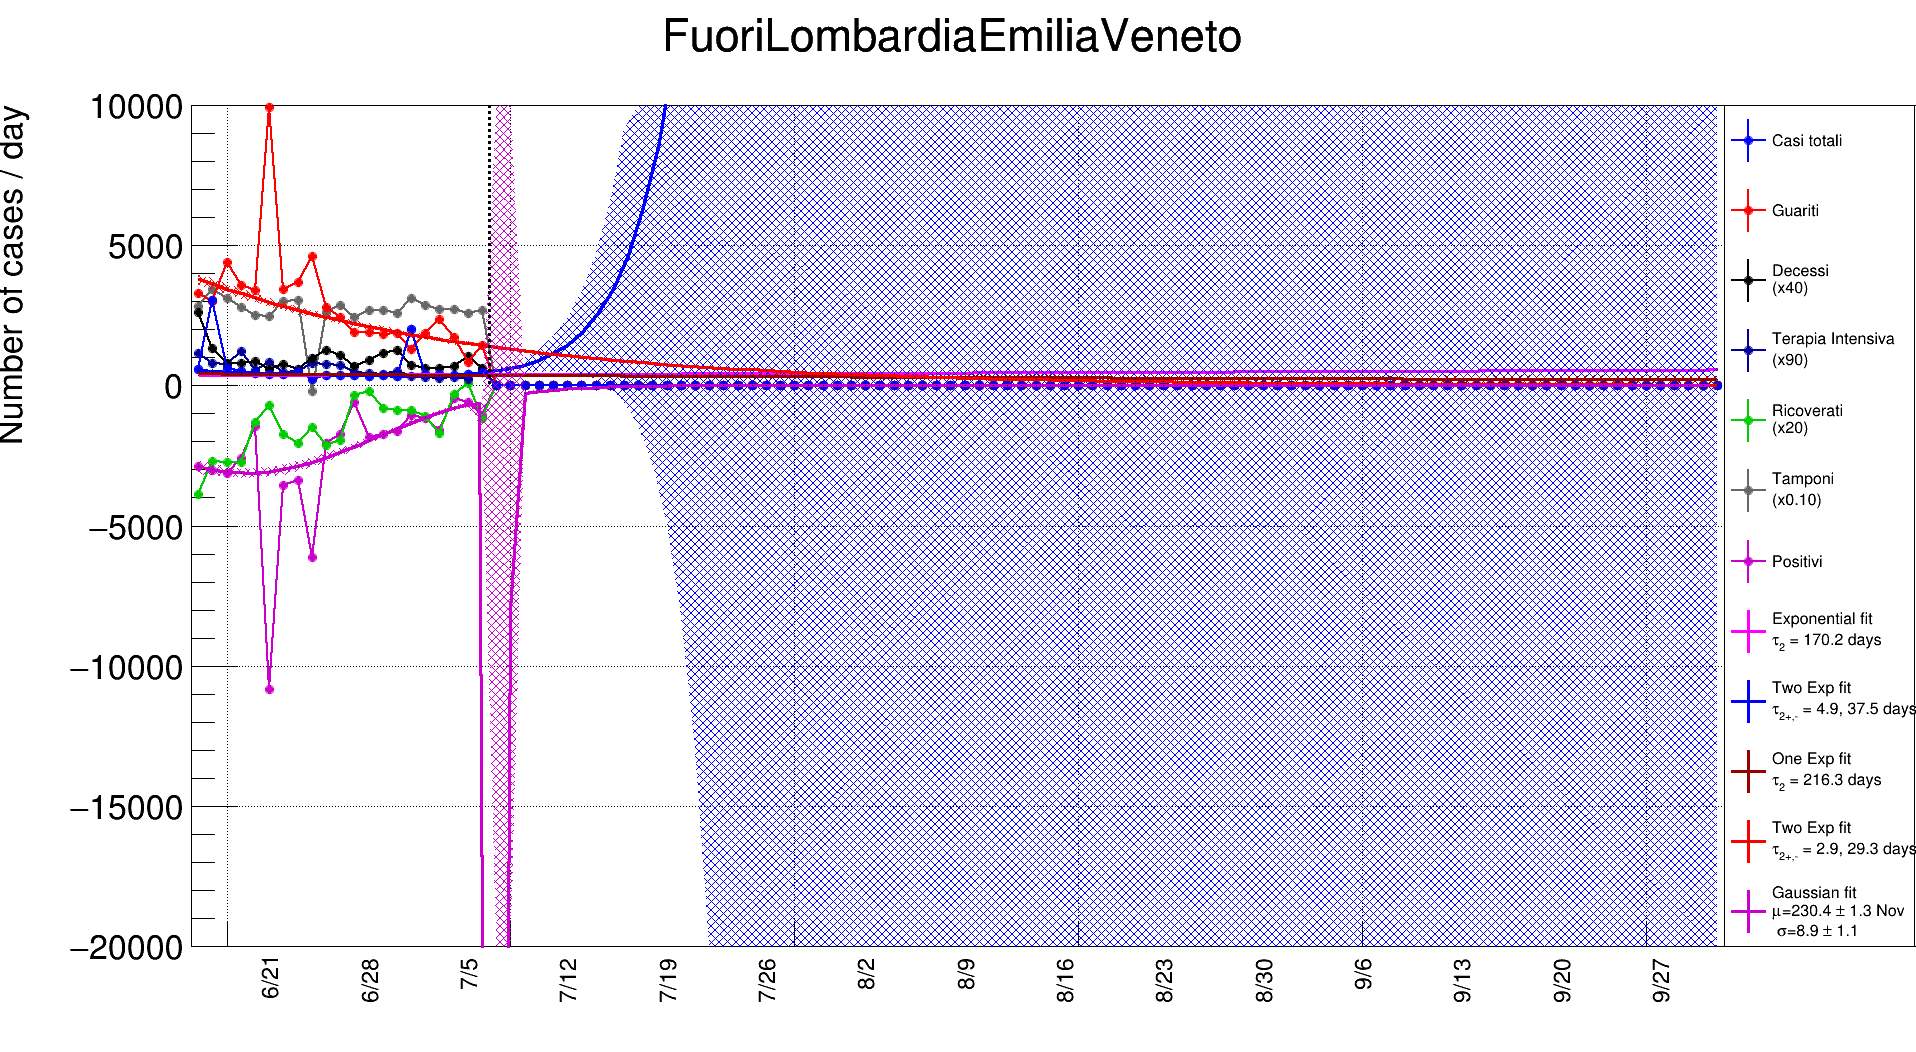 FuoriLombardiaEmiliaVeneto
Number of cases / day
10000
5000
0
−5000
−10000
−15000
−20000
6/21
6/28
7/5
7/12
7/19
7/26
8/2
8/9
8/16
8/23
8/30
9/6
9/13
9/20
9/27
Casi totali
Guariti
Decessi
(x40)
Terapia Intensiva
(x90)
Ricoverati
(x20)
Tamponi
(x0.10)
Positivi
Exponential fit
τ2 = 170.2 days
Two Exp fit
τ2+,- = 4.9, 37.5 days
One Exp fit
τ2 = 216.3 days
Two Exp fit
τ2+,- = 2.9, 29.3 days
Gaussian fit
μ=230.4 ± 1.3 Nov
σ=8.9 ± 1.1